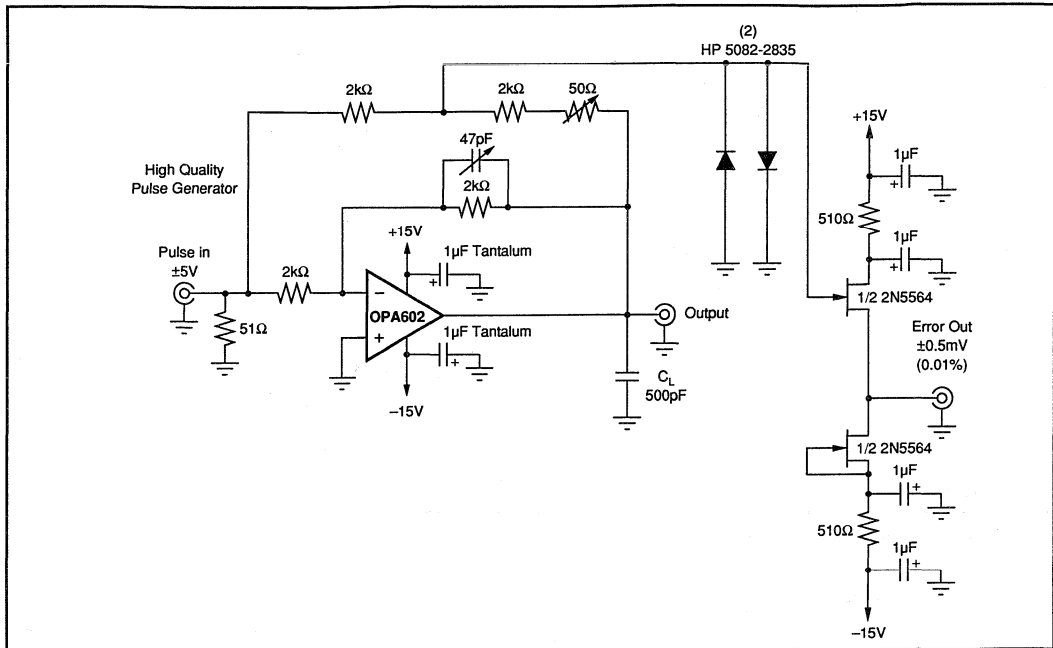 (2)
HP 5082-2835
2kΩ
2kΩ
50Ω
+15V
47pF
1µF
+
High Quality
Pulse Generator
2kΩ
510Ω
1µF
+
+15V
Pulse in
±5V
1µF Tantalum
+
2kΩ
–
OPA602
+
1/2 2N5564
Output
51Ω
1µF Tantalum
+
Error Out
±0.5mV
(0.01%)
–15V
CL
500pF
1/2 2N5564
1µF
+
510Ω
1µF
+
–15V